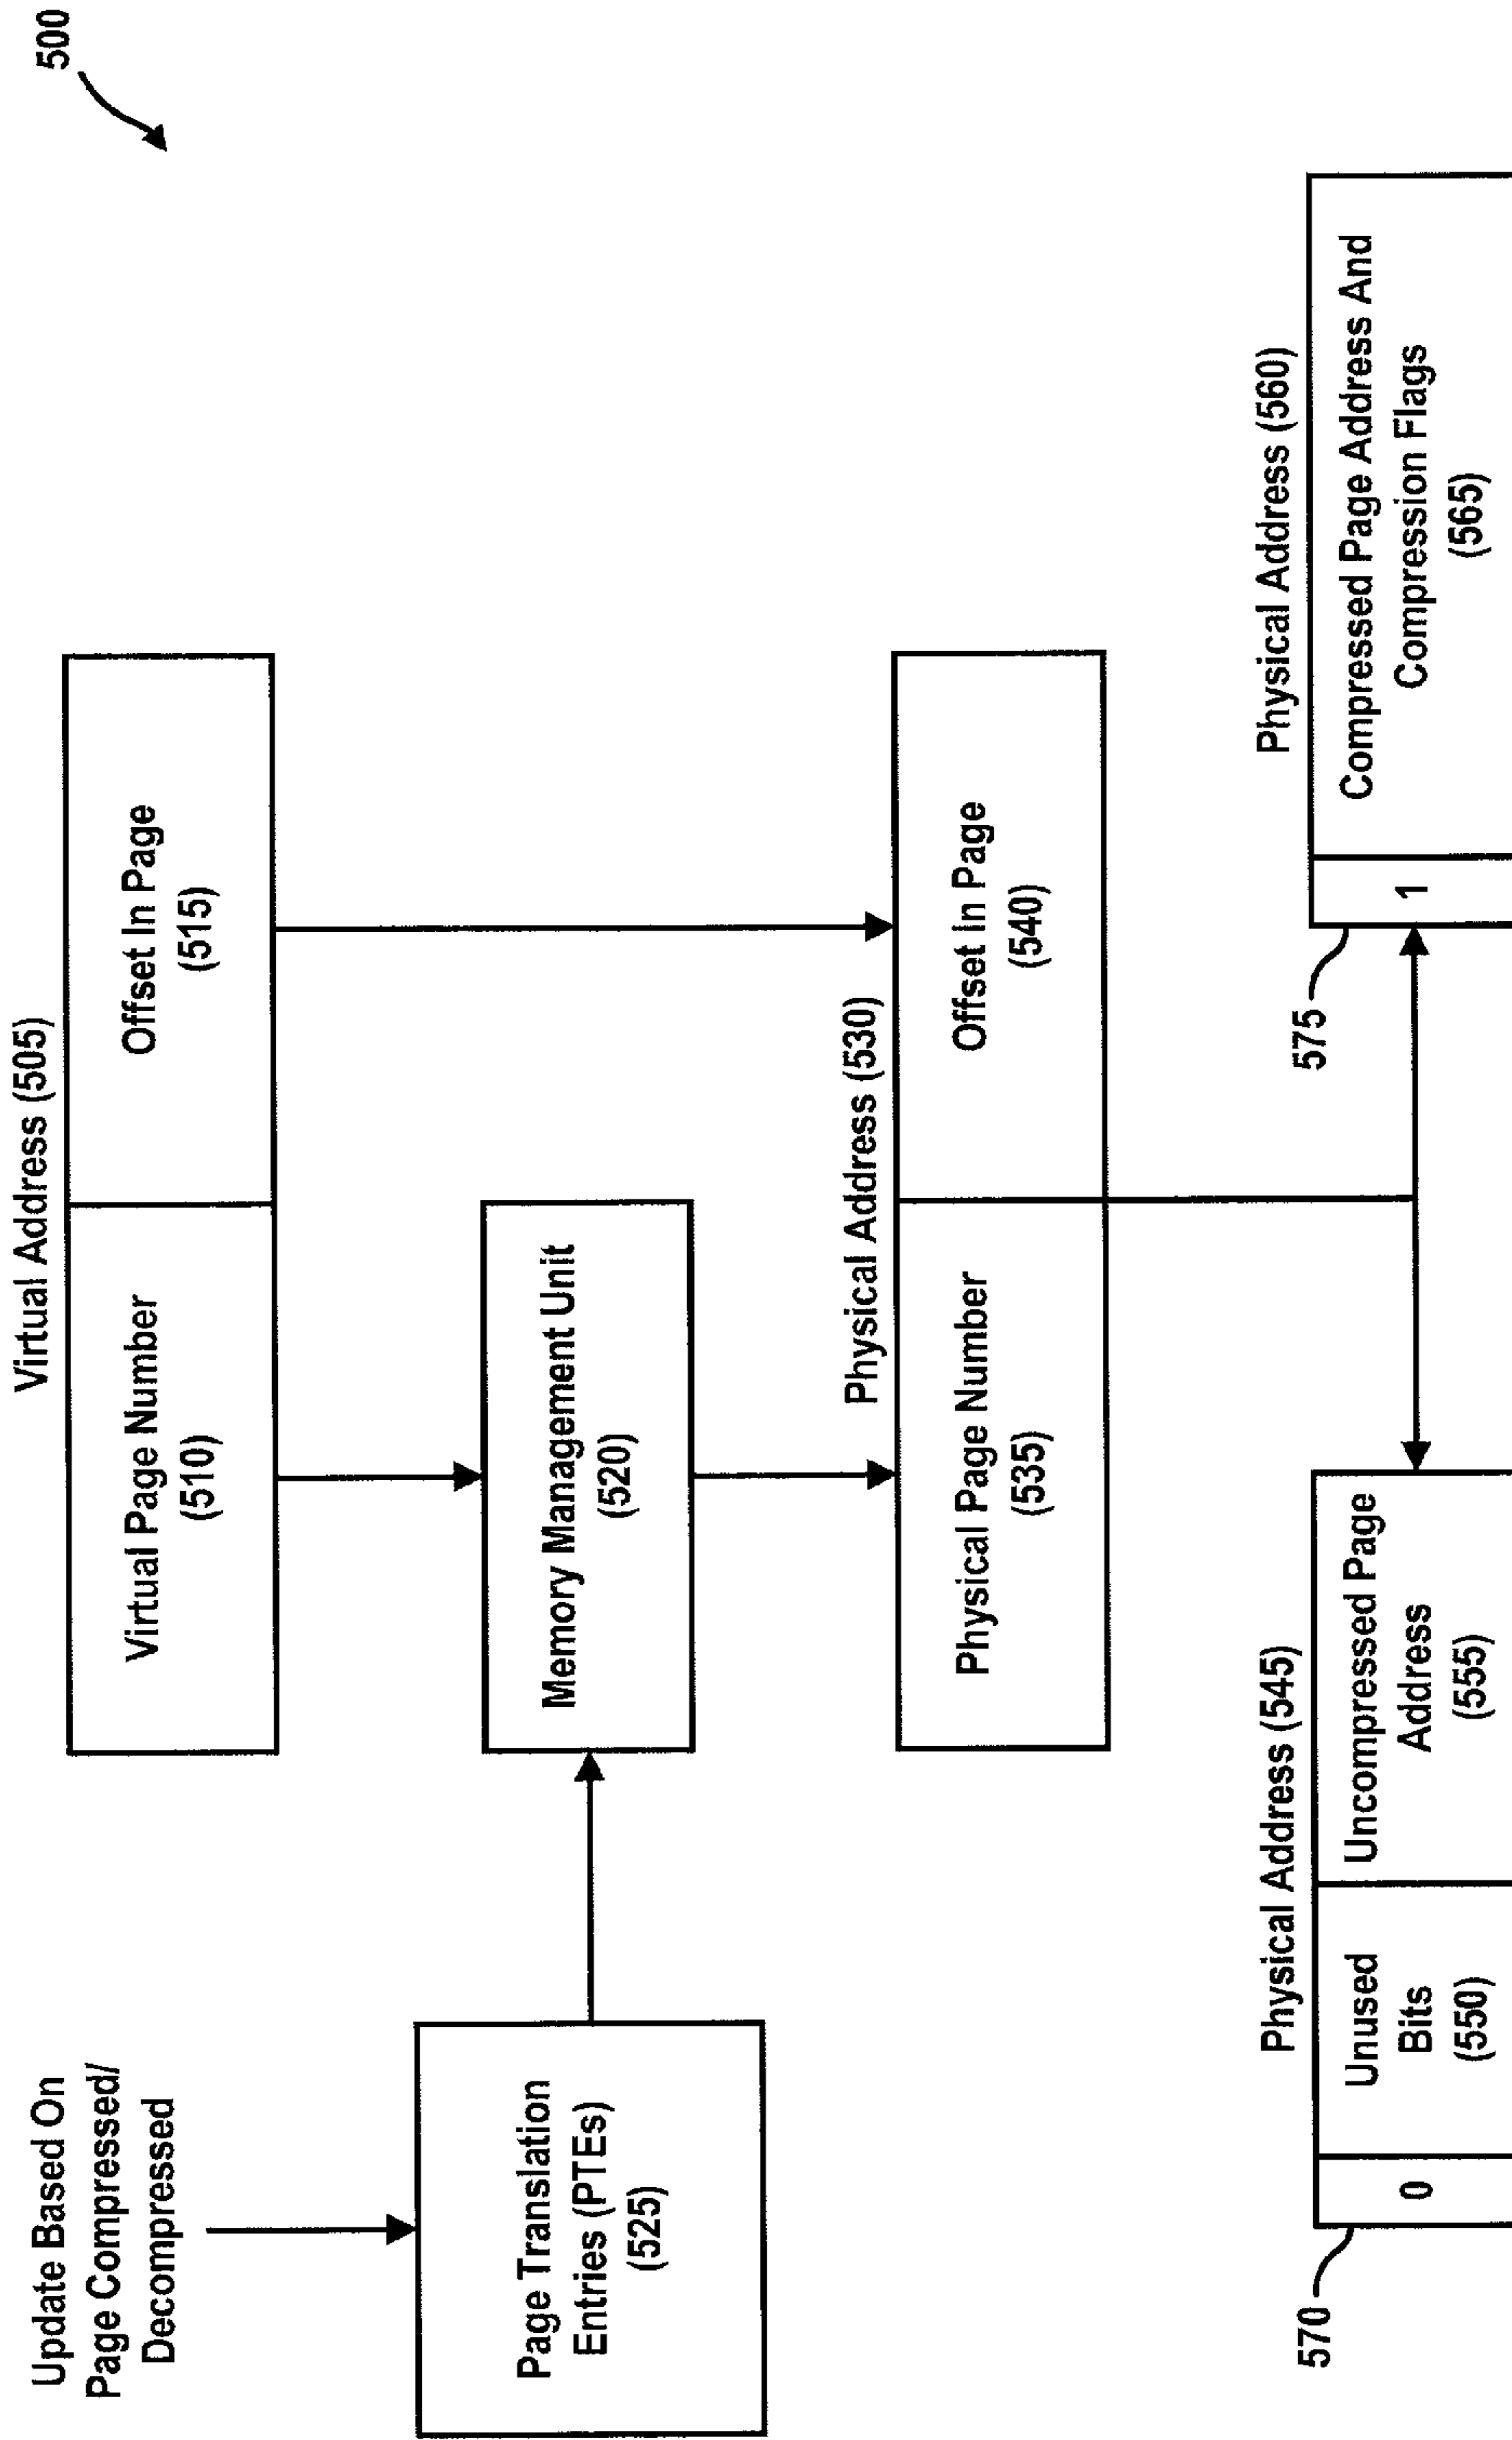 500
Virtual Address (505)
Virtual Page Number
(510)
Offset In Page
(515)
Update Based On
Page Compressed/
Decompressed
Memory Management Unit
(520)
Page Translation
Entries (PTEs)
(525)
Physical Address (530)
Physical Page Number
(535)
Offset In Page
(540)
Physical Address (545)
570
0
Unused
Bits
(550)
Uncompressed Page
Address
(555)
Physical Address (560)
575
1
Compressed Page Address And
Compression Flags
(565)